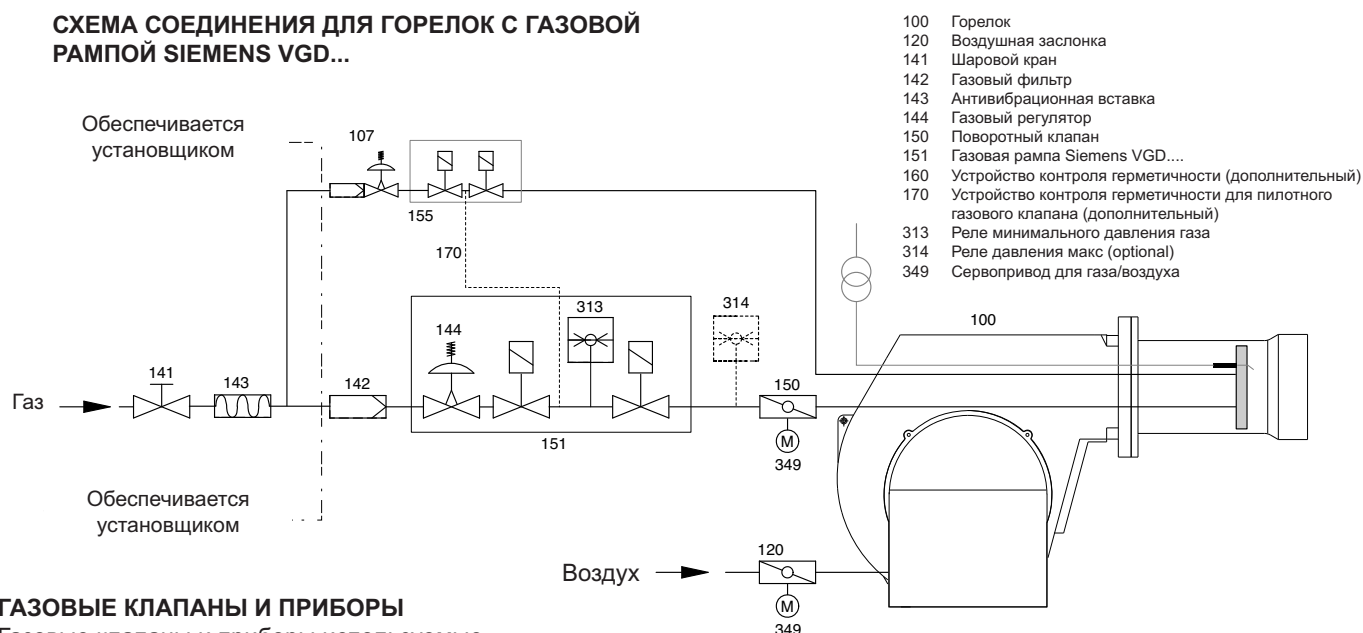 СХЕМА СОЕДИНЕНИЯ ДЛЯ ГОРЕЛОК С ГАЗОВОЙ
РАМПОЙ SIEMENS VGD...
100 Горелок
120 Воздушная заслонка
141 Шаровой кран
142 Газовый фильтр
143 Антивибрационная вставка
144 Газовый регулятор
150 Поворотный клапан
151 Газовая рампа Siemens VGD....
160 Устройство контроля герметичности (дополнительный)
170 Устройство контроля герметичности для пилотного
газового клапана (дополнительный)
313 Реле минимального давления газа
314 Реле давления макс (optional)
349 Сервопривод для газа/воздуха
Обеспечивается
установщиком
107
155
170
313
314
144
100
141
143
142
150
Газ
151
M
349
Обеспечивается
установщиком
120
Воздух
M
349
ГАЗОВЫЕ КЛАПАНЫ И ПРИБОРЫ
Газовые клапаны и приборы используемые